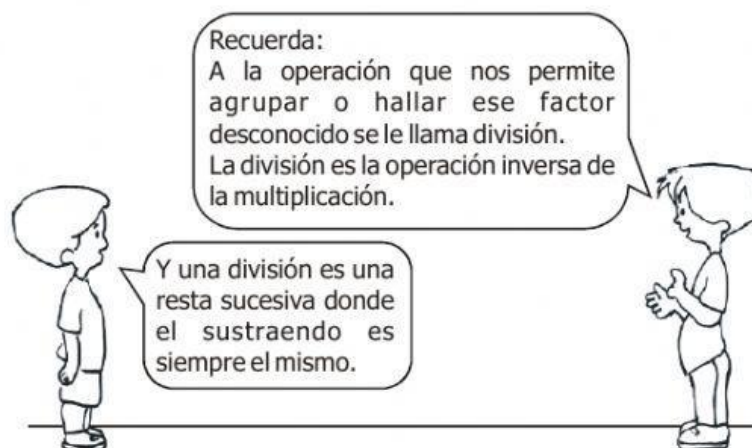 Recuerda:
A la operación que nos permite
agrupar o hallar ese factor
desconocido se le llama división.
La división es la operación inversa de
la multiplicación.
Y una división es una
resta sucesiva donde
el sustraendo es
siempre el mismo.